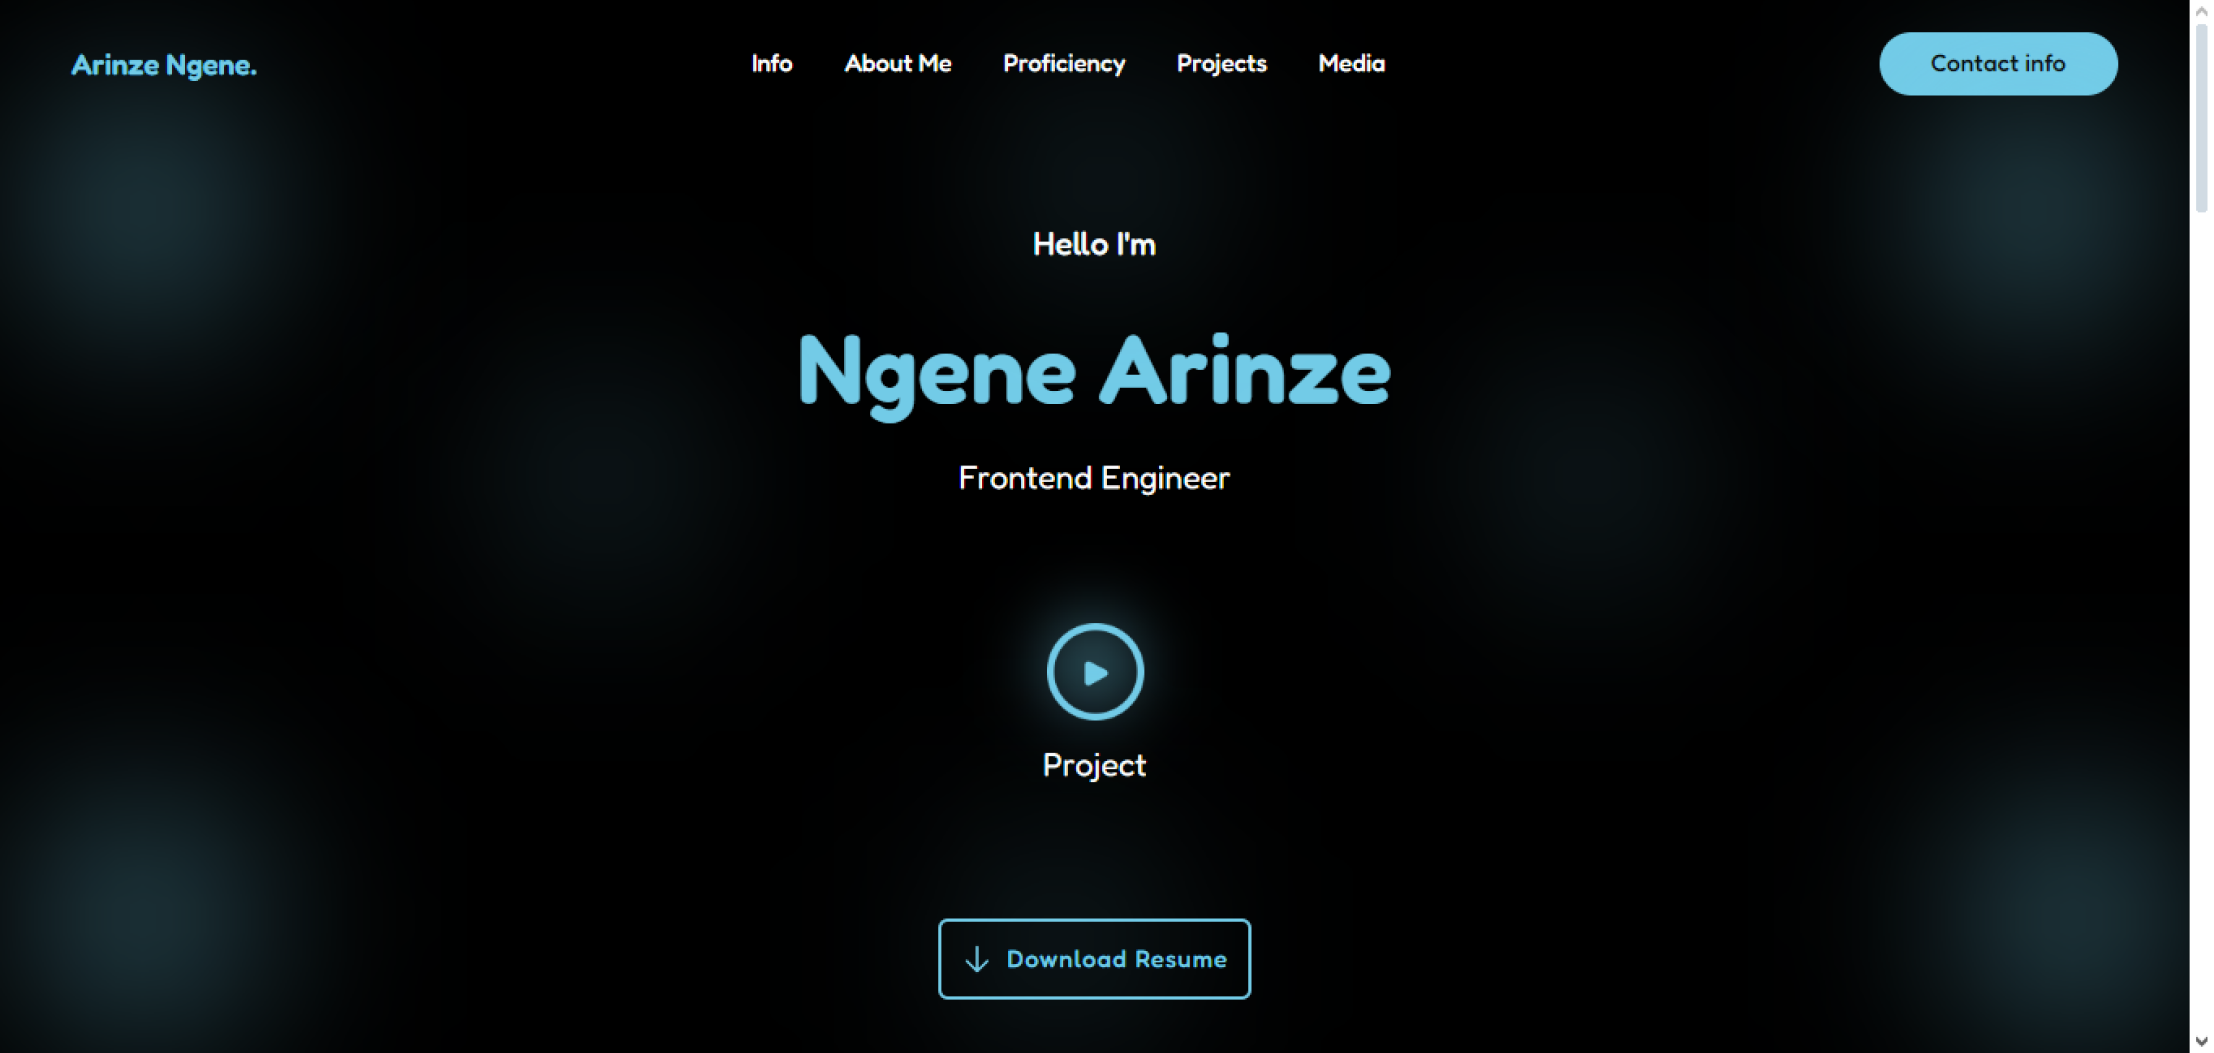 Arinze Ngene.
Info About Me Proficiency Projects Media
Contact info
Hello I'm
Ngene Arinze
Frontend Engineer
Project
Download Resume